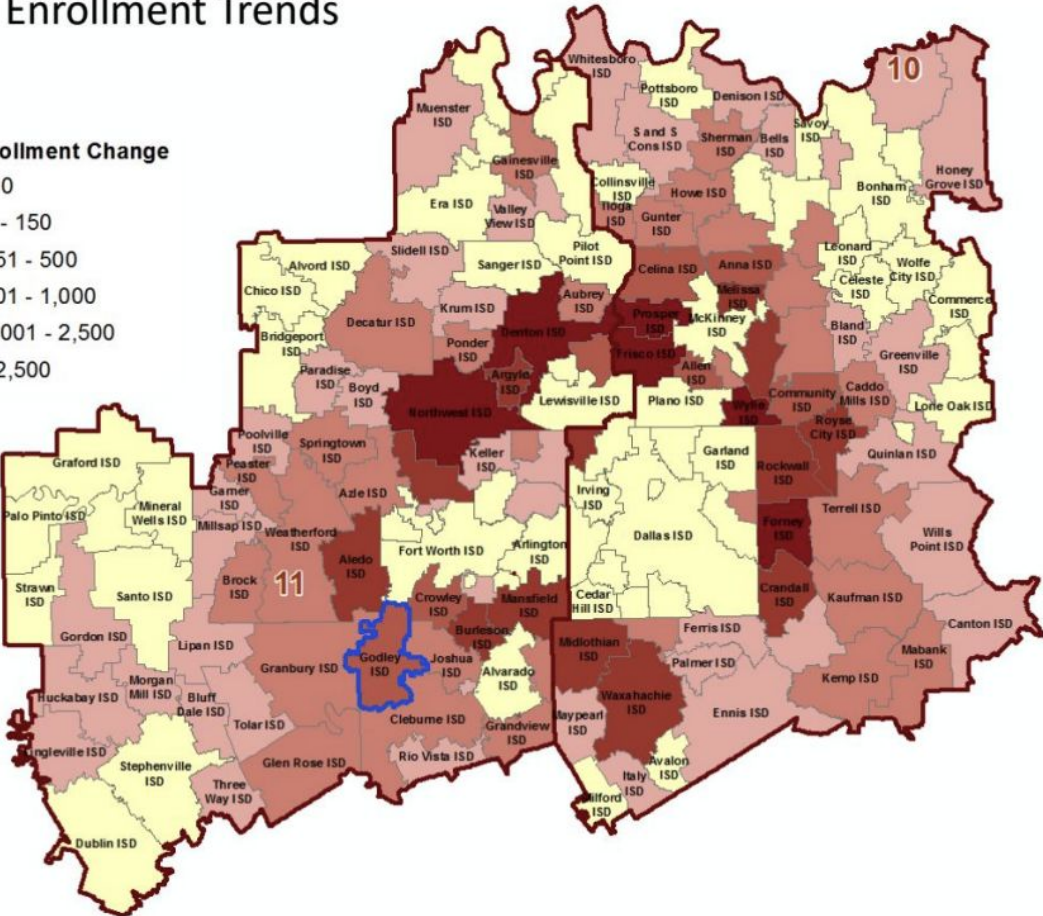 Enrollment Trends
ollment Change
0
- 150
51 - 500
01 - 1,000
001 - 2,500
2,500
10
11
Whitesboro
ISD
Pottsboro
ISD
Denison ISD
Muenster
ISD
S and S
Cons ISD
Sherman
ISD
Bells
ISD
Savoy
ISD
Gainesville
ISD
Collinsville
ISD
Howe ISD
Bonham
ISD
Honey
Grove ISD
Era ISD
Valley
View ISD
Tioga
ISD
Gunter
ISD
Slidell ISD
Sanger ISD
Pilot
Point ISD
Leonard
ISD
Wolfe
City ISD
Alvord ISD
Celina ISD
Anna ISD
Celeste
ISD
Chico ISD
Krum ISD
Aubrey
ISD
Melissa
ISD
Commerce
ISD
Decatur ISD
Denton ISD
Prosper
ISD
McKinney
ISD
Bland
ISD
Bridgeport
ISD
Ponder
ISD
Frisco ISD
Greenville
ISD
Paradise
ISD
Boyd
ISD
Argyle
ISD
Allen
ISD
Northwest ISD
Lewisville ISD
Plano ISD
Wylie
ISD
Community
ISD
Caddo
Mills ISD
Lone Oak ISD
Royse
City ISD
Poolville
ISD
Springtown
ISD
Keller
ISD
Garland
ISD
Quinlan ISD
Graford ISD
Peaster
ISD
Rockwall
ISD
Garner
ISD
Azle ISD
Irving
ISD
Palo Pinto ISD
Mineral
Wells ISD
Millsap ISD
Weatherford
ISD
Dallas ISD
Forney
ISD
Terrell ISD
Wills
Point ISD
Fort Worth ISD
Arlington
ISD
Aledo
ISD
Strawn
ISD
Santo ISD
Brock
ISD
Crowley
ISD
Mansfield
ISD
Cedar
Hill ISD
Crandall
ISD
Kaufman ISD
Canton ISD
Gordon ISD
Lipan ISD
Burleson
ISD
Midlothian
ISD
Ferris ISD
Granbury ISD
Godley
ISD
Joshua
ISD
Palmer ISD
Mabank
ISD
Huckabay ISD
Morgan
Mill ISD
Bluff
Dale ISD
Alvarado
ISD
Waxahachie
ISD
Kemp ISD
Tolar ISD
Cleburne ISD
Grandview
ISD
Maypearl
ISD
Ennis ISD
ingleville ISD
Stephenville
ISD
Glen Rose ISD
Rio Vista ISD
Avalon
ISD
Three
Way ISD
Italy
ISD
Milford
ISD
Dublin ISD